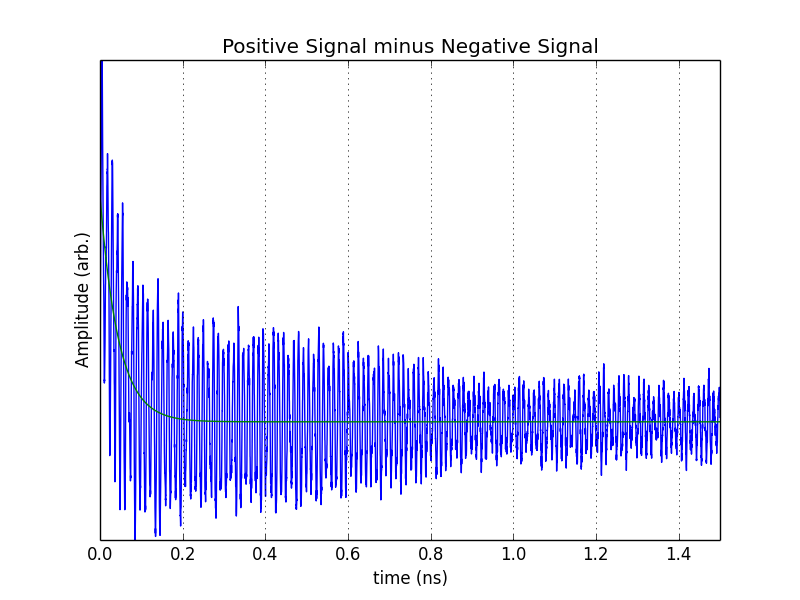 Positive Signal minus Negative Signal
Amplitude (arb.)
0.0 0.2 0.4 0.6 0.8 1.0 1.2 1.4
time (ns)